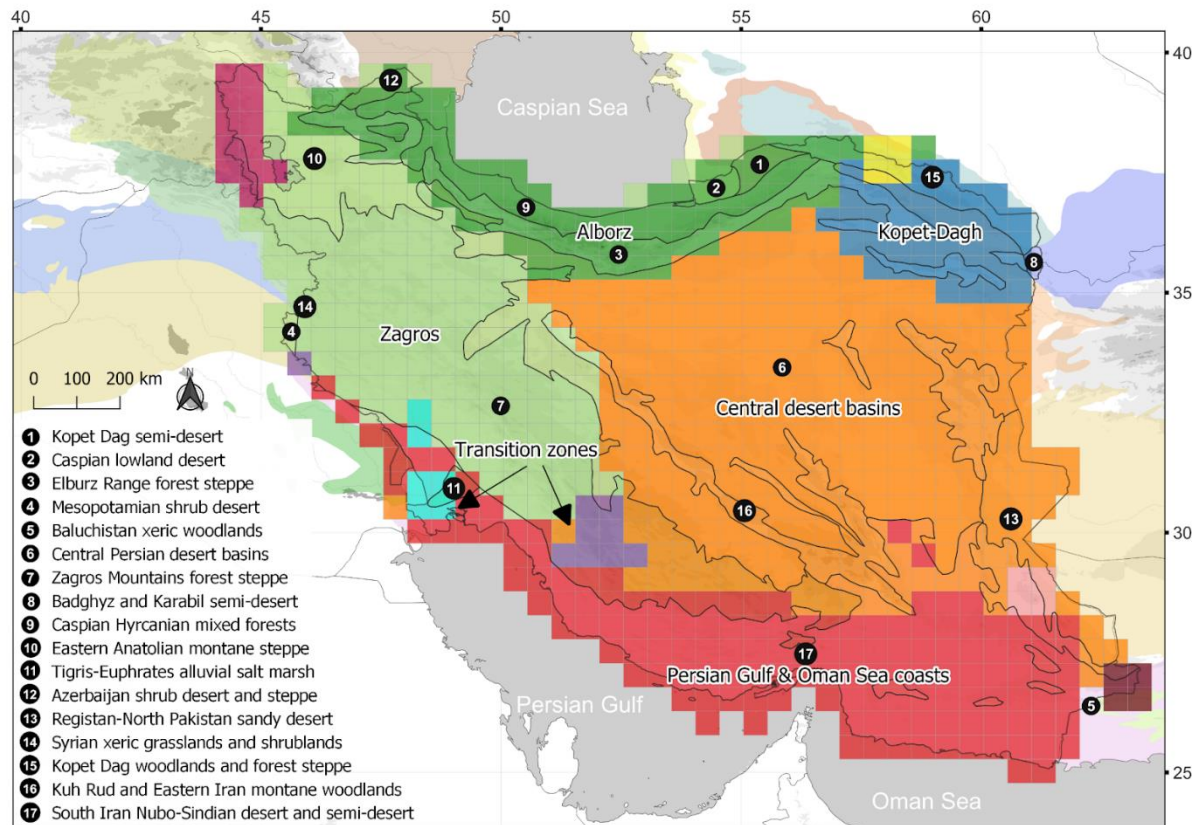 40 45 50 55 60
40
Caspian Sea
12
10
1
2
15
9
Alborz
Kopet-Dagh
3
8
35
14
4
Zagros
6
0 100 200 km
N
7
Central desert basins
Transition zones
11
16
13
30
17
Persian Gulf & Oman Sea coasts
Persian Gulf
5
25
Oman Sea
1 Kopet Dag semi-desert
2 Caspian lowland desert
3 Elburz Range forest steppe
4 Mesopotamian shrub desert
5 Baluchistan xeric woodlands
6 Central Persian desert basins
7 Zagros Mountains forest steppe
8 Badghyz and Karabil semi-desert
9 Caspian Hyrcanian mixed forests
10 Eastern Anatolian montane steppe
11 Tigris-Euphrates alluvial salt marsh
12 Azerbaijan shrub desert and steppe
13 Registan-North Pakistan sandy desert
14 Syrian xeric grasslands and shrublands
15 Kopet Dag woodlands and forest steppe
16 Kuh Rud and Eastern Iran montane woodlands
17 South Iran Nubo-Sindian desert and semi-desert